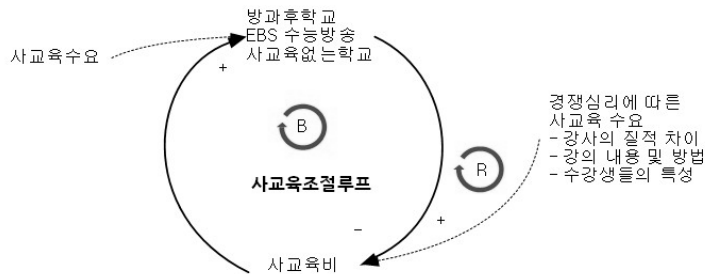 방과후학교
EBS 수능방송
사교육없는학교
사교육수요
+
경쟁심리에 따른
사교육 수요
- 강사의 질적 차이
- 강의 내용 및 방법
- 수강생들의 특성
B
R
사교육조절루프
-
+
사교육비